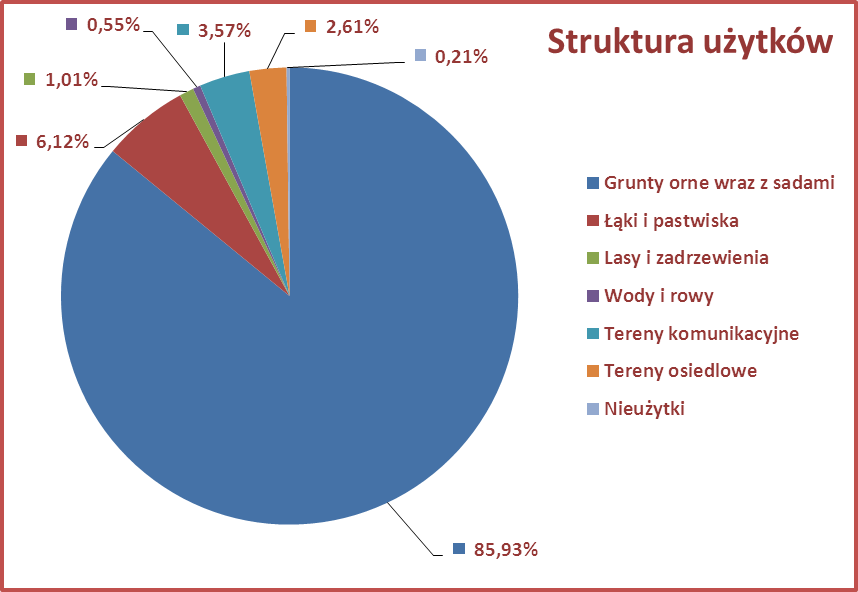 Struktura użytków
0,55%
3,57%
2,61%
0,21%
1,01%
6,12%
85,93%
Grunty orne wraz z sadami
Łąki i pastwiska
Lasy i zadrzewienia
Wody i rowy
Tereny komunikacyjne
Tereny osiedlowe
Nieużytki